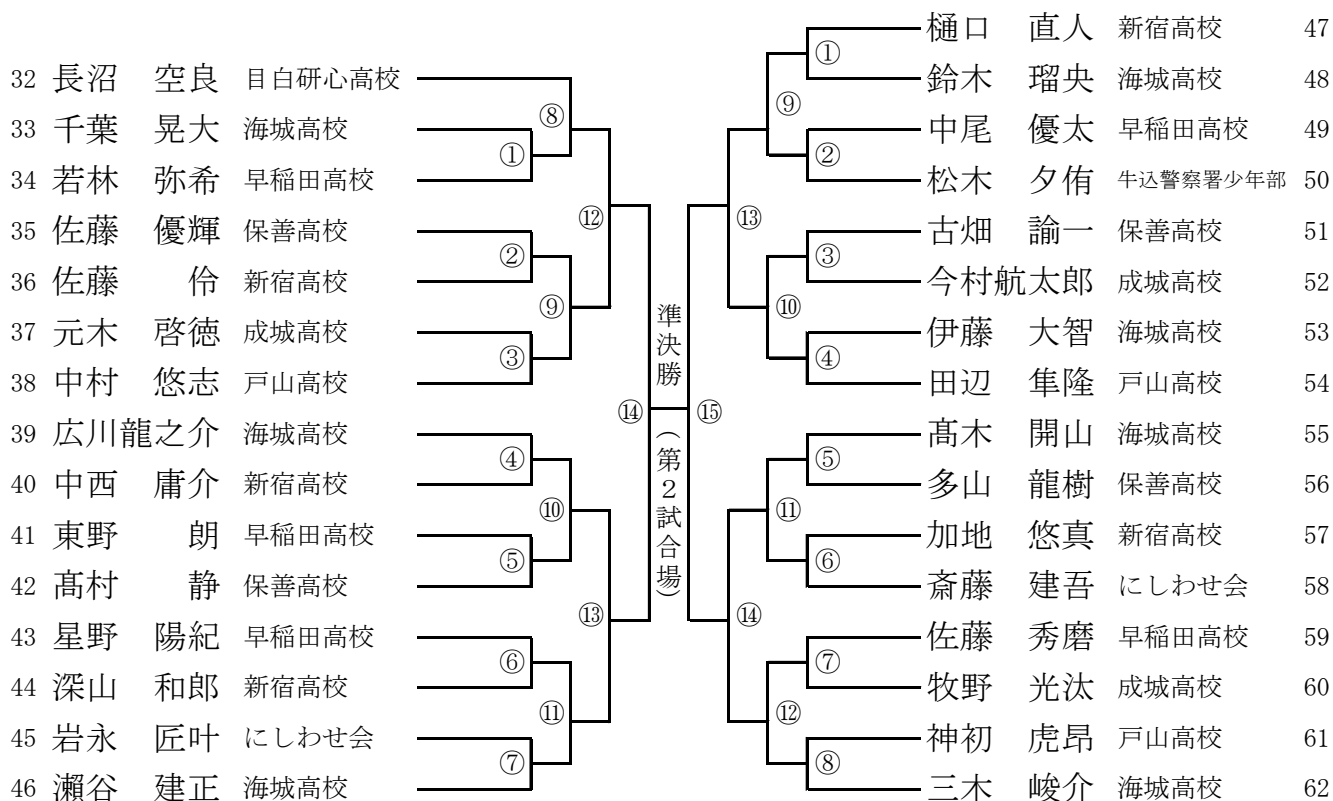 32 長沼 空良 目白研心高校
33 千葉 晃大 海城高校
34 若林 弥希 早稲田高校
35 佐藤 優輝 保善高校
36 佐藤 伶 新宿高校
37 元木 啓徳 成城高校
38 中村 悠志 戸山高校
39 広川龍之介 海城高校
40 中西 庸介 新宿高校
41 東野 朗 早稲田高校
42 髙村 静 保善高校
43 星野 陽紀 早稲田高校
44 深山 和郎 新宿高校
45 岩永 匠叶 にしわせ会
46 瀬谷 建正 海城高校
⑧
①
②
③
④
⑤
⑥
⑦
⑨
⑩
⑪
⑫
⑬
⑭
準決勝(第2試合場)
⑮
⑬
⑭
⑨
⑩
⑪
⑫
①
②
③
④
⑤
⑥
⑦
⑧
樋口 直人 新宿高校 47
鈴木 瑠央 海城高校 48
中尾 優太 早稲田高校 49
松木 夕侑 牛込警察署少年部 50
古畑 諭一 保善高校 51
今村航太郎 成城高校 52
伊藤 大智 海城高校 53
田辺 隼隆 戸山高校 54
髙木 開山 海城高校 55
多山 龍樹 保善高校 56
加地 悠真 新宿高校 57
斎藤 建吾 にしわせ会 58
佐藤 秀磨 早稲田高校 59
牧野 光汰 成城高校 60
神初 虎昂 戸山高校 61
三木 峻介 海城高校 62